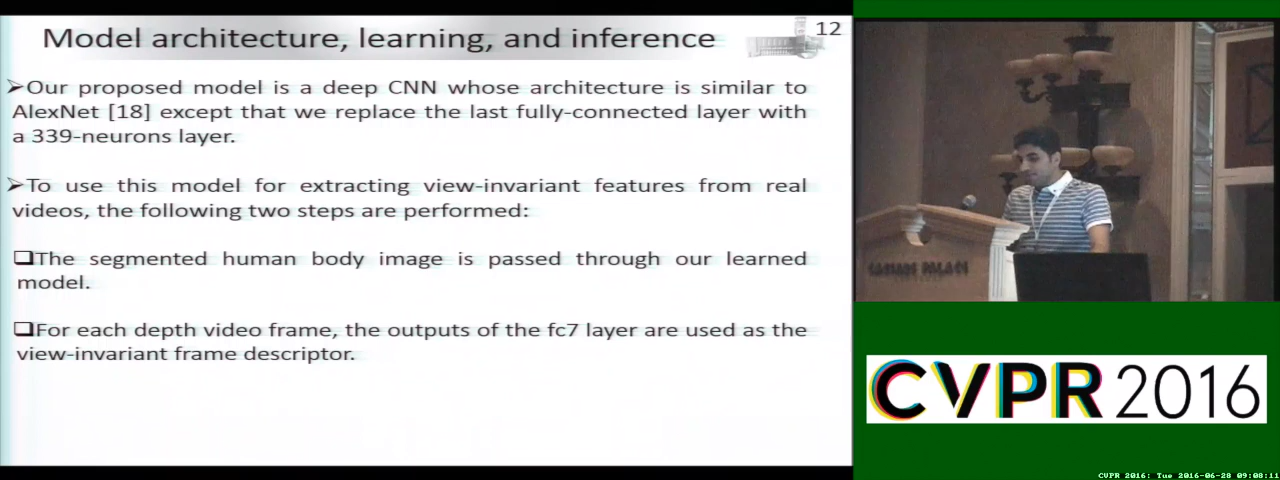 Model architecture, learning, and inference
12
➢Our proposed model is a deep CNN whose architecture is similar to
AlexNet [18] except that we replace the last fully-connected layer with
a 339-neurons layer.
➢To use this model for extracting view-invariant features from real
videos, the following two steps are performed:
❑The segmented human body image is passed through our learned
model.
❑For each depth video frame, the outputs of the fc7 layer are used as the
view-invariant frame descriptor.
CAESARS PALACE
CVPR 2016
CVPR 2016: Tue 2016-06-28 09:08:11